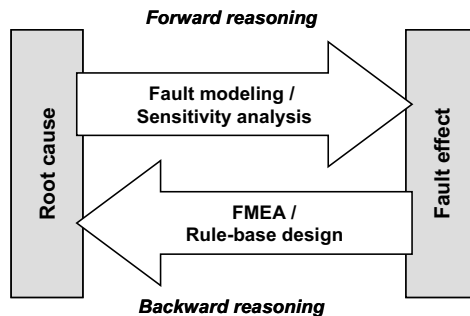 Forward reasoning
Root cause
Fault modeling /
Sensitivity analysis
Fault effect
FMEA /
Rule-base design
Backward reasoning